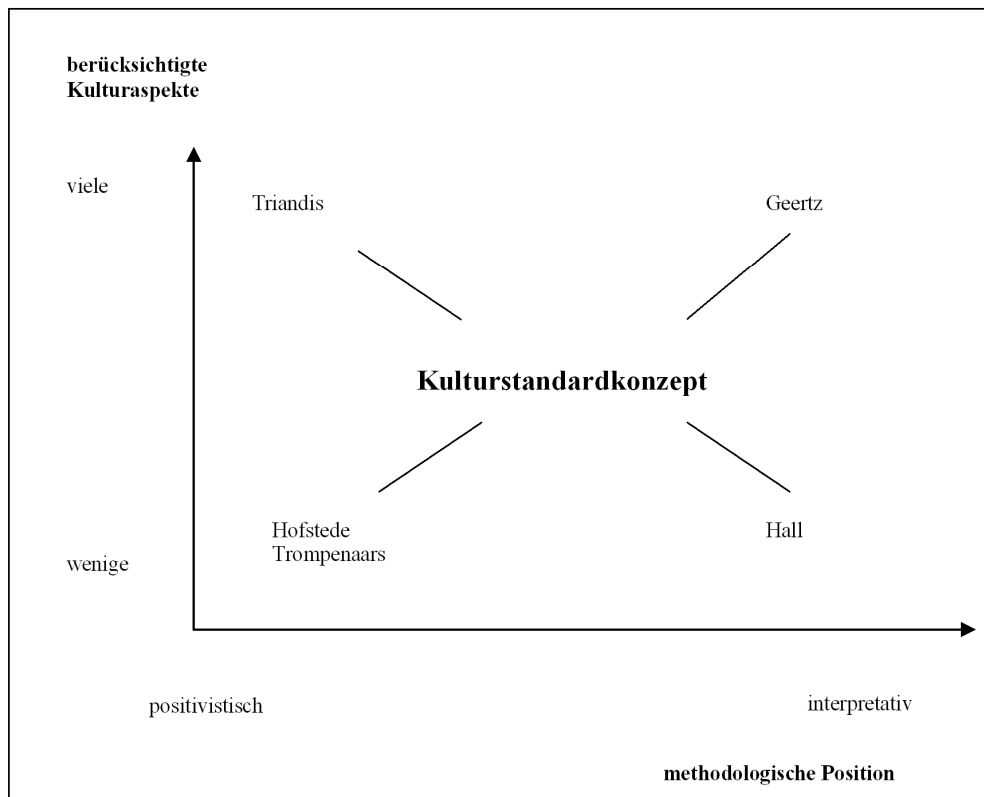 berücksichtigte
Kulturaspekte
viele
Triandis
Geertz
Kulturstandardkonzept
Hofstede
Trompenaars
Hall
wenige
positivistisch
interpretativ
methodologische Position